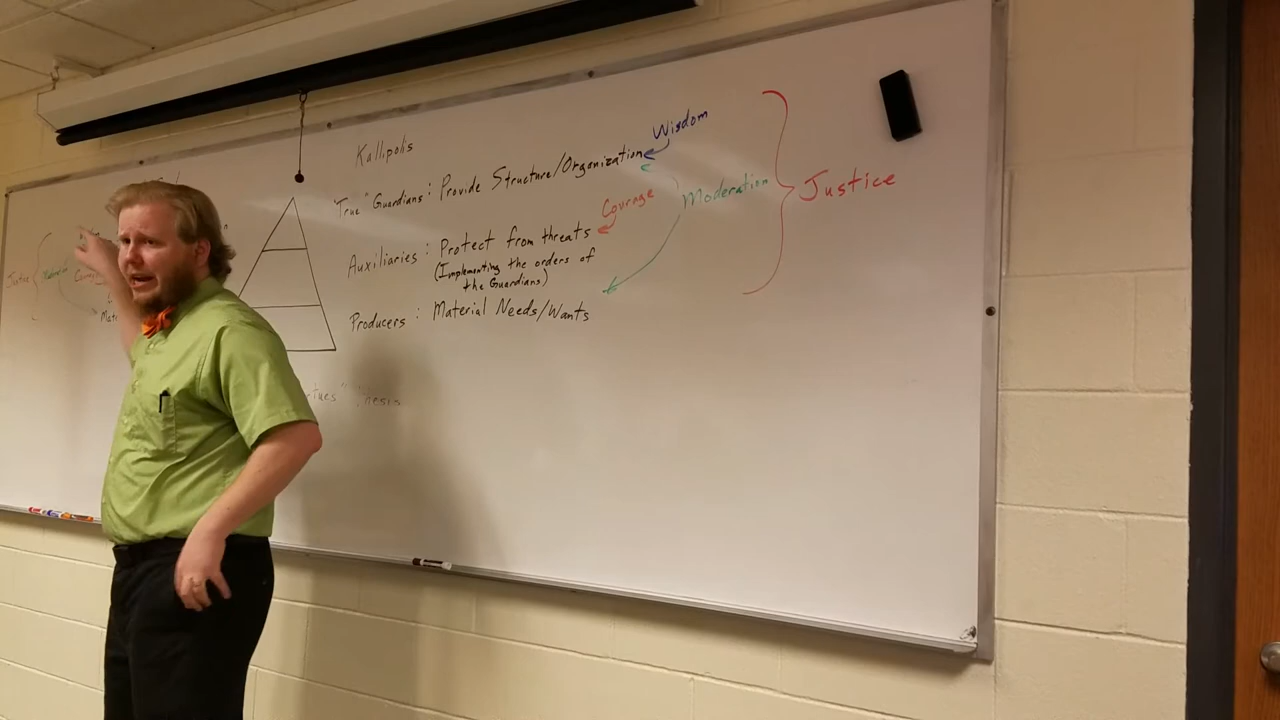 Kallipolis
Wisdom
"True" Guardians: Provide Structure/Organization
Courage
Moderation
Justice
Auxiliaries: Protect from threats
(Implementing the orders of
the Guardians)
Producers: Material Needs/Wants
Justice